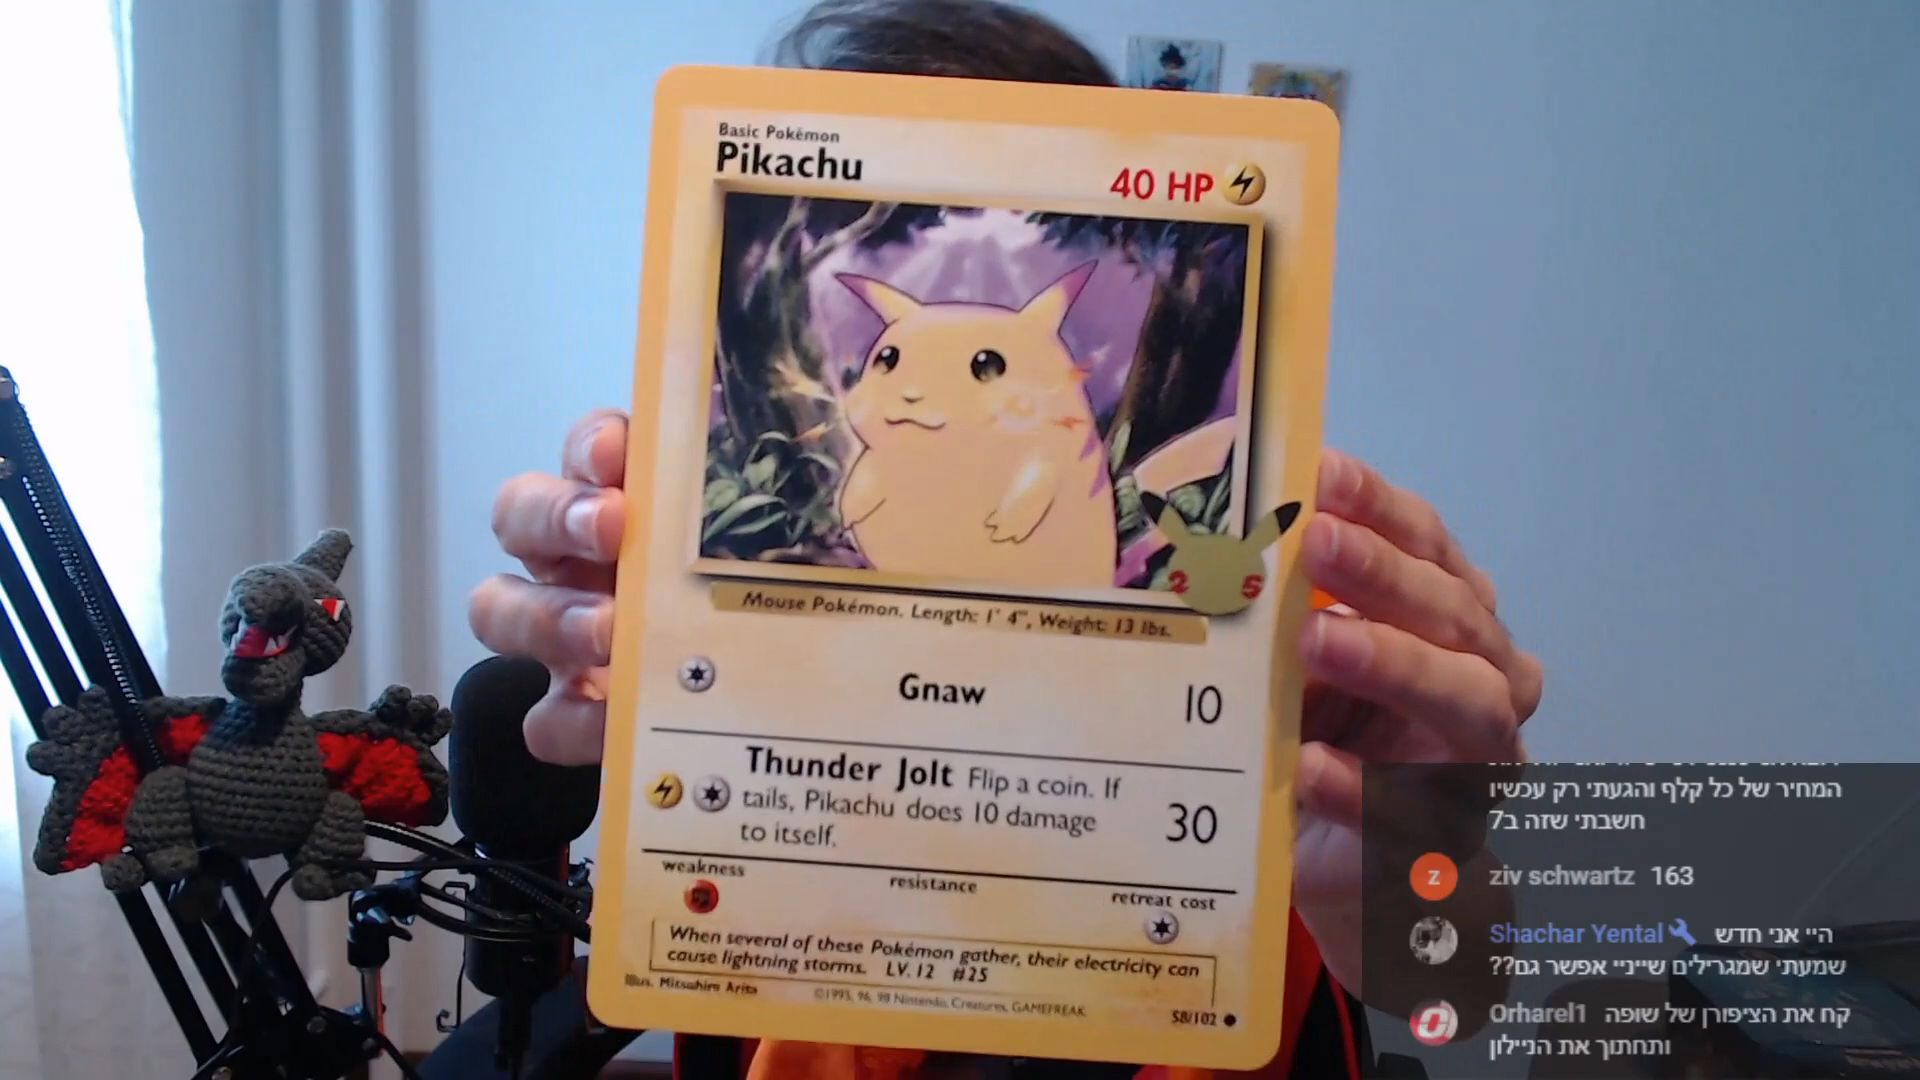 Basic Pokémon
Pikachu
40 HP
2 5
Mouse Pokémon. Length: 1' 4", Weight: 13 lbs.
Gnaw 10
Thunder Jolt Flip a coin. If
tails, Pikachu does 10 damage
to itself.
30
weakness resistance retreat cost
When several of these Pokémon gather, their electricity can
cause lightning storms. LV. 12 #25
Illus. Mitsuhiro Arita ©1995, 96, 98 Nintendo, Creatures, GAMEFREAK 58/102
המחיר של כל קלף והגעתי רק עכשיו
חשבתי שזה ב7
z ziv schwartz 163
Shachar Yental היי אני חדש
שמעתי שמגרילים שייניי אפשר גם??
Orharel1 קח את הציפורן של שופה
ותחתוך את הניילון